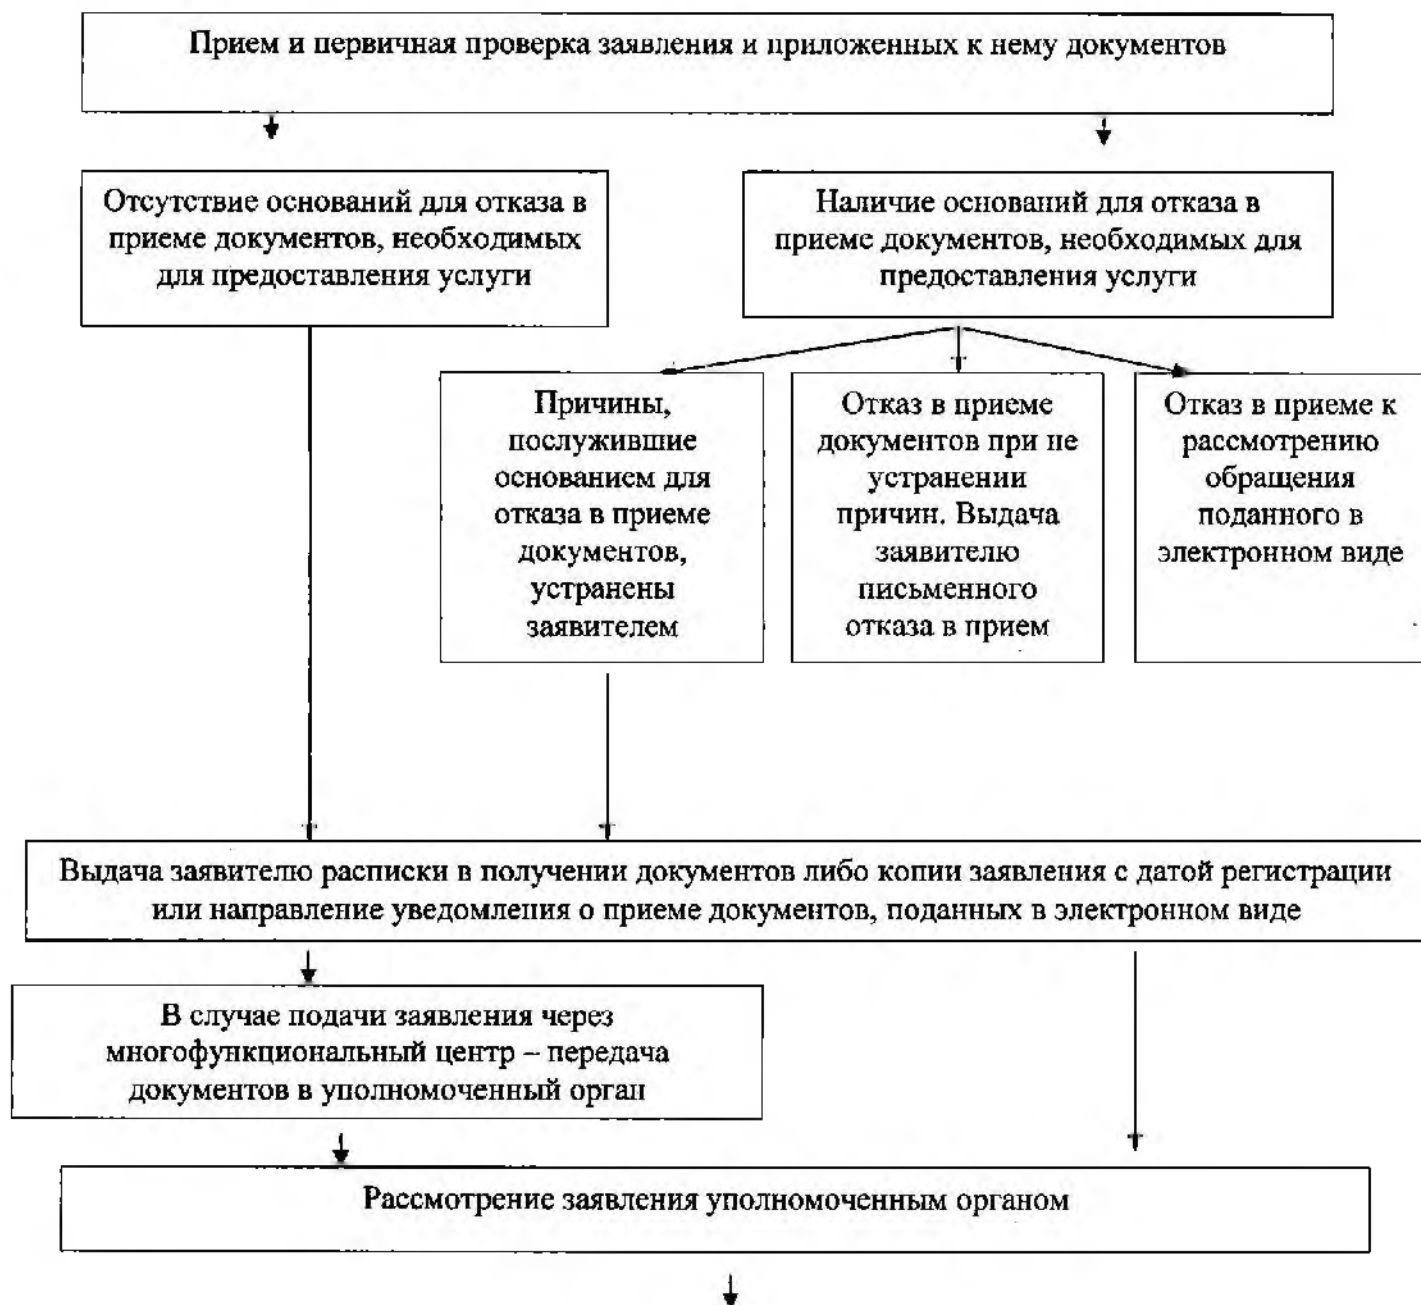 Прием и первичная проверка заявления и приложенных к нему документов
Отсутствие оснований для отказа в
приеме документов, необходимых
для предоставления услуги
Наличие оснований для отказа в
приеме документов, необходимых для
предоставления услуги
Причины,
послужившие
основанием для
отказа в приеме
документов,
устранены
заявителем
Отказ в приеме
документов при не
устранении
причин. Выдача
заявителю
письменного
отказа в прием
Отказ в приеме к
рассмотрению
обращения
поданного в
электронном виде
Выдача заявителю расписки в получении документов либо копии заявления с датой регистрации
или направление уведомления о приеме документов, поданных в электронном виде
В случае подачи заявления через
многофункциональный центр – передача
документов в уполномоченный орган
Рассмотрение заявления уполномоченным органом